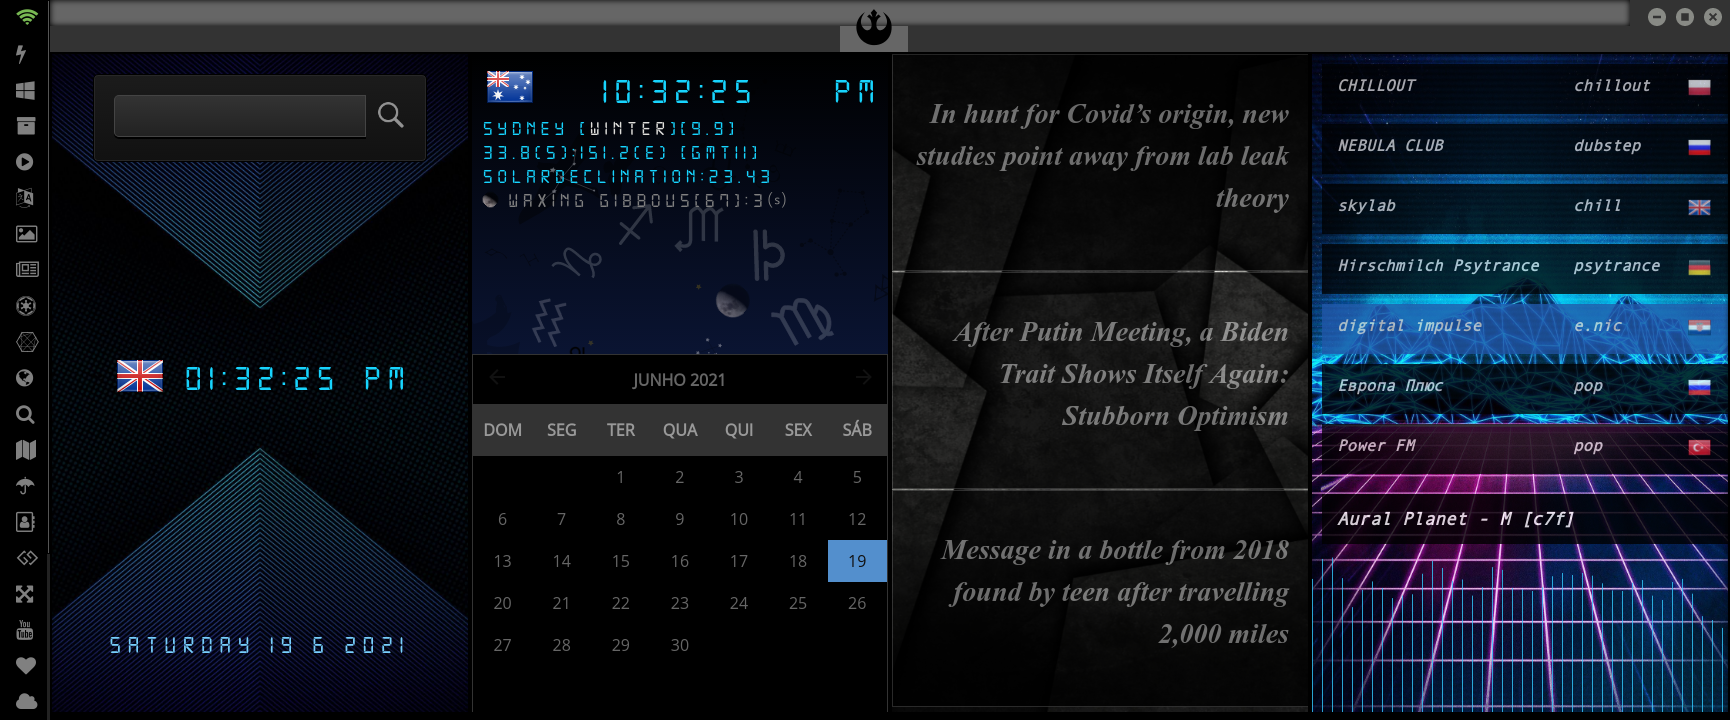 01:32:25 PM
SATURDAY 19 6 2021
10:32:25 PM
SYDNEY (WINTER)[9.9]
33.8(S);151.2(E) (GMT11)
SOLARDECLINATION:23.43
WAXING GIBBOUS(67):3(s)
JUNHO 2021
DOM SEG TER QUA QUI SEX SÁB
1 2 3 4 5
6 7 8 9 10 11 12
13 14 15 16 17 18 19
20 21 22 23 24 25 26
27 28 29 30
In hunt for Covid’s origin, new
studies point away from lab leak
theory
After Putin Meeting, a Biden
Trait Shows Itself Again:
Stubborn Optimism
Message in a bottle from 2018
found by teen after travelling
2,000 miles
CHILLOUT chillout
NEBULA CLUB dubstep
skylab chill
Hirschmilch Psytrance psytrance
digital impulse e.nic
Европа Плюс pop
Power FM pop
Aural Planet - M [c7f]
You
Tube